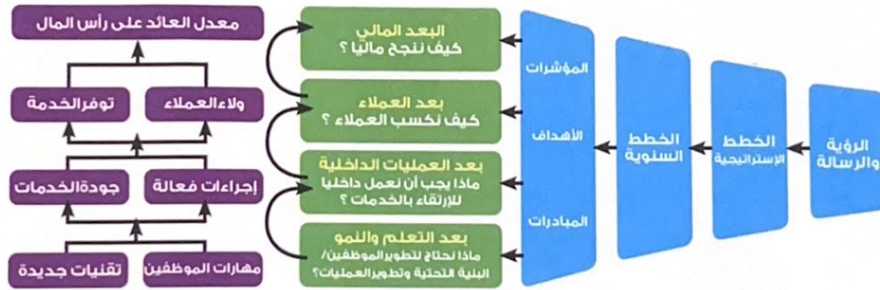 الرؤية
والرسالة
الخطط
الإستراتيجية
الخطط
السنوية
المؤشرات
الأهداف
المبادرات
البعد المالي
كيف ننجح ماليا ؟
بعد العملاء
كيف نكسب العملاء ؟
بعد العمليات الداخلية
ماذا يجب أن نعمل داخليا
للإرتقاء بالخدمات ؟
بعد التعلم والنمو
ماذا نحتاج لتطوير الموظفين/
البنية التحتية وتطوير العمليات؟
معدل العائد على رأس المال
ولاء العملاء
توفر الخدمة
إجراءات فعالة
جودة الخدمات
مهارات الموظفين
تقنيات جديدة